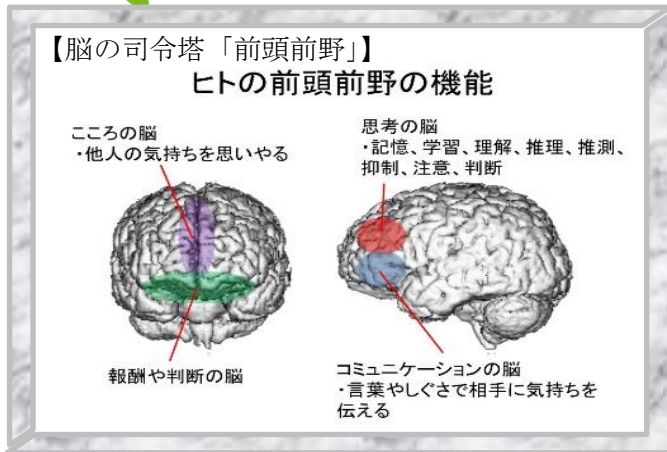 【脳の司令塔「前頭前野」】
ヒトの前頭前野の機能
こころの脳
・他人の気持ちを思いやる
思考の脳
・記憶、学習、理解、推理、推測、
抑制、注意、判断
報酬や判断の脳
コミュニケーションの脳
・言葉やしぐさで相手に気持ちを
伝える